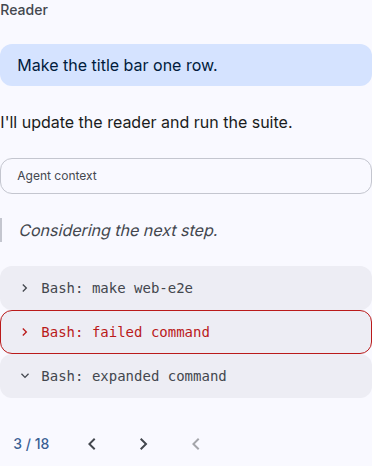 Reader
Make the title bar one row.
I'll update the reader and run the suite.
Agent context
Considering the next step.
Bash: make web-e2e
Bash: failed command
Bash: expanded command
3 / 18